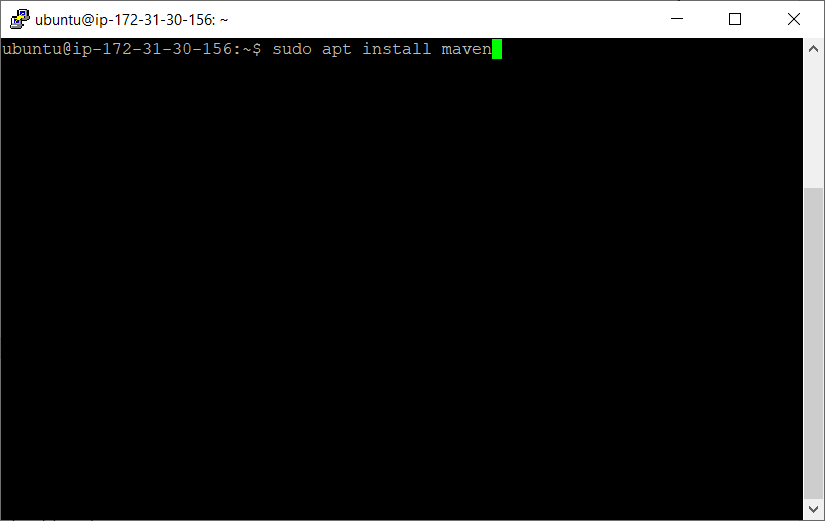 ubuntu@ip-172-31-30-156: ~
ubuntu@ip-172-31-30-156:~$ sudo apt install maven